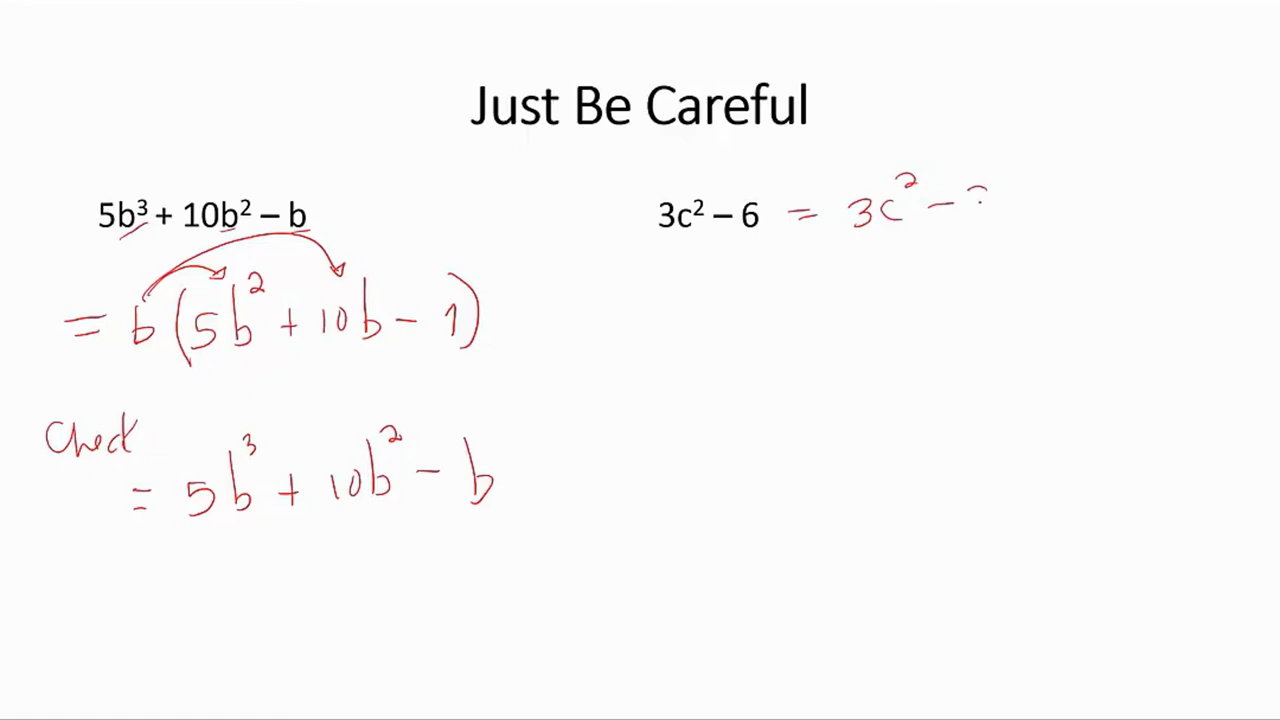 Just Be Careful
5b³ + 10b² – b
= b(5b² + 10b – 1)
Check
= 5b³ + 10b² – b
3c² – 6 = 3c² –